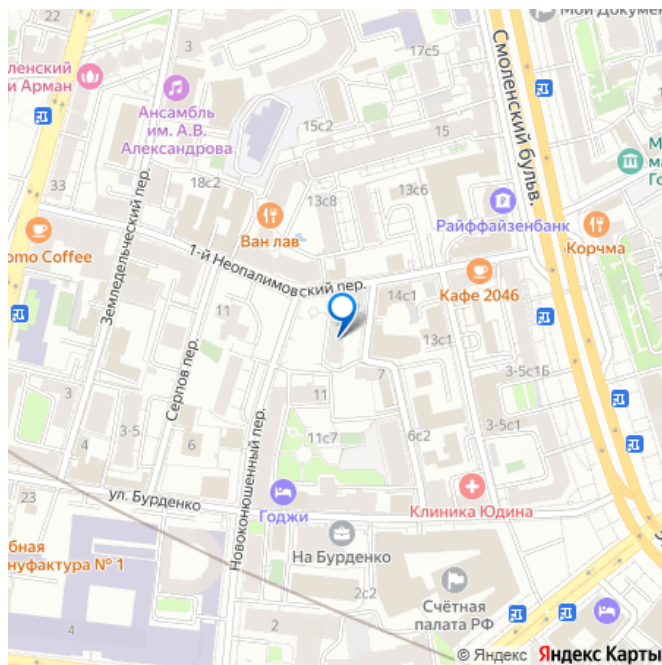 Мои Докумен
17с5
ленский
и Арман
3
Ансамбль
им. А.В.
Александрова
15с2
15
Смоленский бульв.
М
ма
Го
33
18с2
13с8
13с6
Райффайзенбанк
Ван лав
Корчма
omo Coffee
Земледельческий пер.
1-й Неопалимовский пер.
Кафе 2046
14с1
11
13с1
Серпов пер.
7
3-5с1Б
3
11
3-5
4
6
Новоконюшенный пер.
11с7
6с2
3-5с1
23
ул. Бурденко
Годжи
Клиника Юдина
На Бурденко
бная
нуфактура № 1
2с2
Счётная
палата РФ
4
2
© Яндекс Яндекс Карты